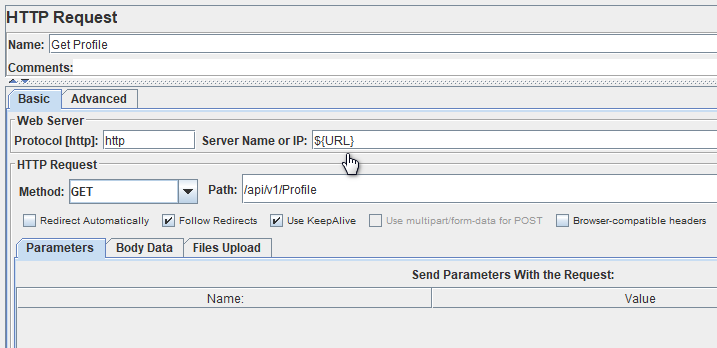 HTTP Request
Name: Get Profile
Comments:
Basic Advanced
Web Server
Protocol [http]: http Server Name or IP: ${URL}
HTTP Request
Method: GET Path: /api/v1/Profile
Redirect Automatically Follow Redirects Use KeepAlive Use multipart/form-data for POST Browser-compatible headers
Parameters Body Data Files Upload
Send Parameters With the Request:
Name: Value